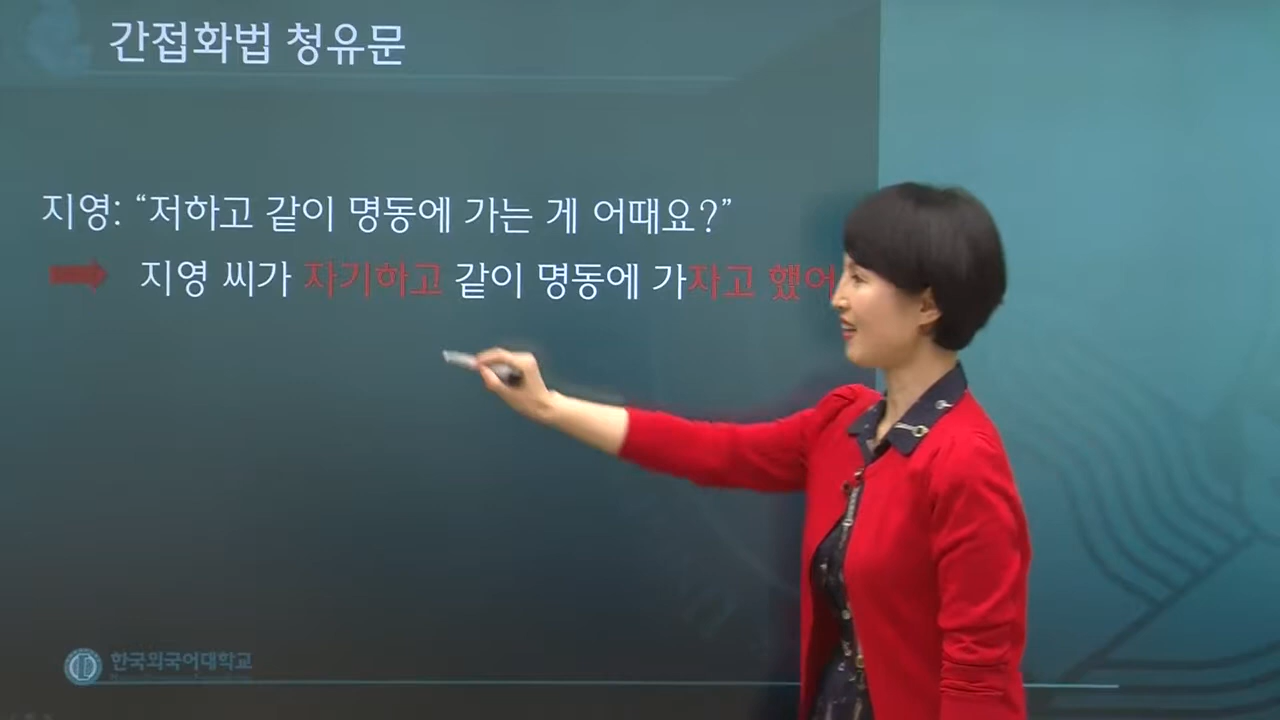 간접화법 청유문
지영: “저하고 같이 명동에 가는 게 어때요?”
지영 씨가 자기하고 같이 명동에 가자고 했어
한국외국어대학교